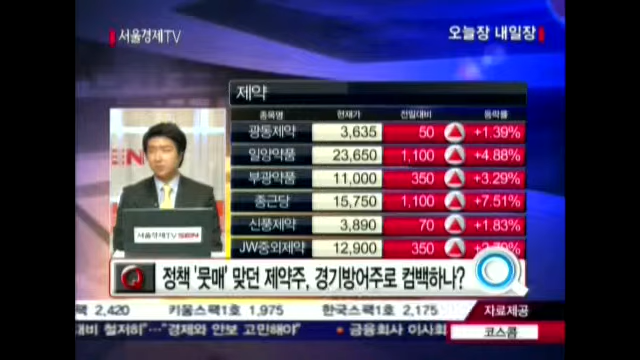 서울경제TV
오늘장 내일장
제약
종목명 현재가 전일대비 등락률
광동제약 3,635 50 +1.39%
일양약품 23,650 1,100 +4.88%
부광약품 11,000 350 +3.29%
종근당 15,750 1,100 +7.51%
신풍제약 3,890 70 +1.83%
JW중외제약 12,900 350
서울경제TV SEN
정책 '뭇매' 맞던 제약주, 경기방어주로 컴백하나?
2,420 키움스팩1호 1,975 한국스팩1호 2,175 자료제공
대비 철저히"…"경제와 안보 고민해야" • 금융회사 이사회 코스콤